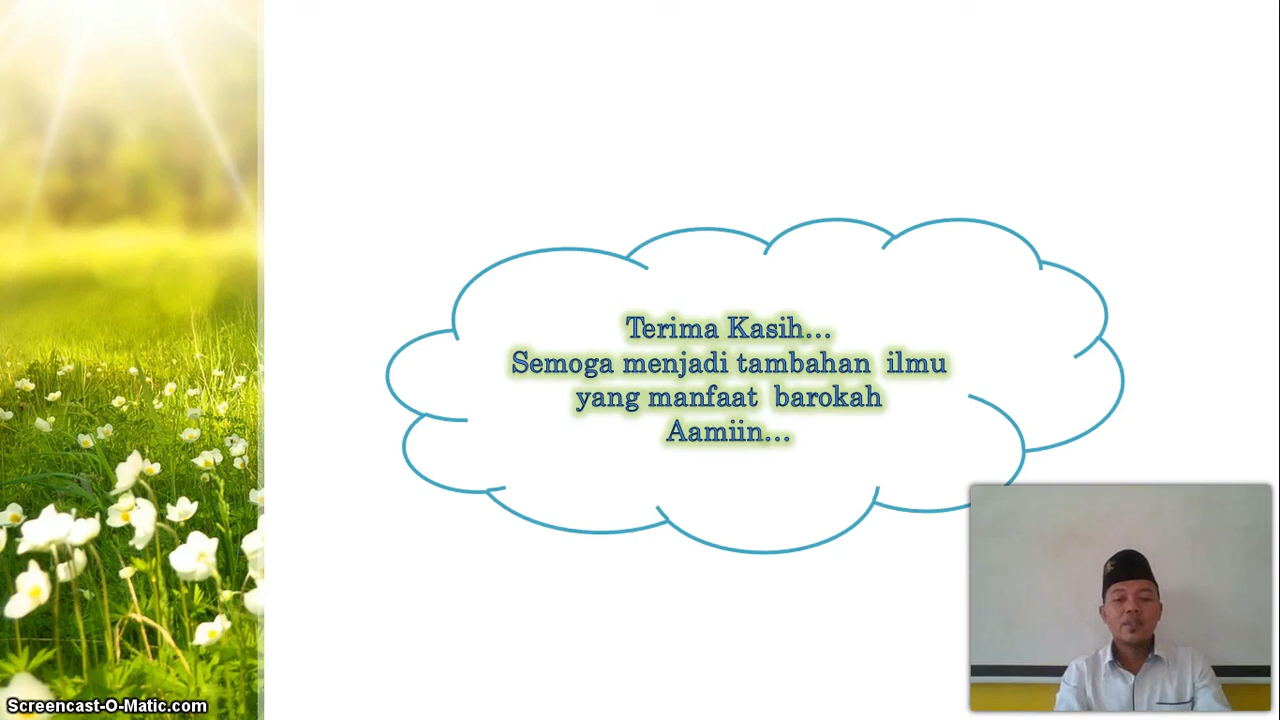 Terima Kasih...
Semoga menjadi tambahan ilmu
yang manfaat barokah
Aamiin...
Screencast-O-Matic.com